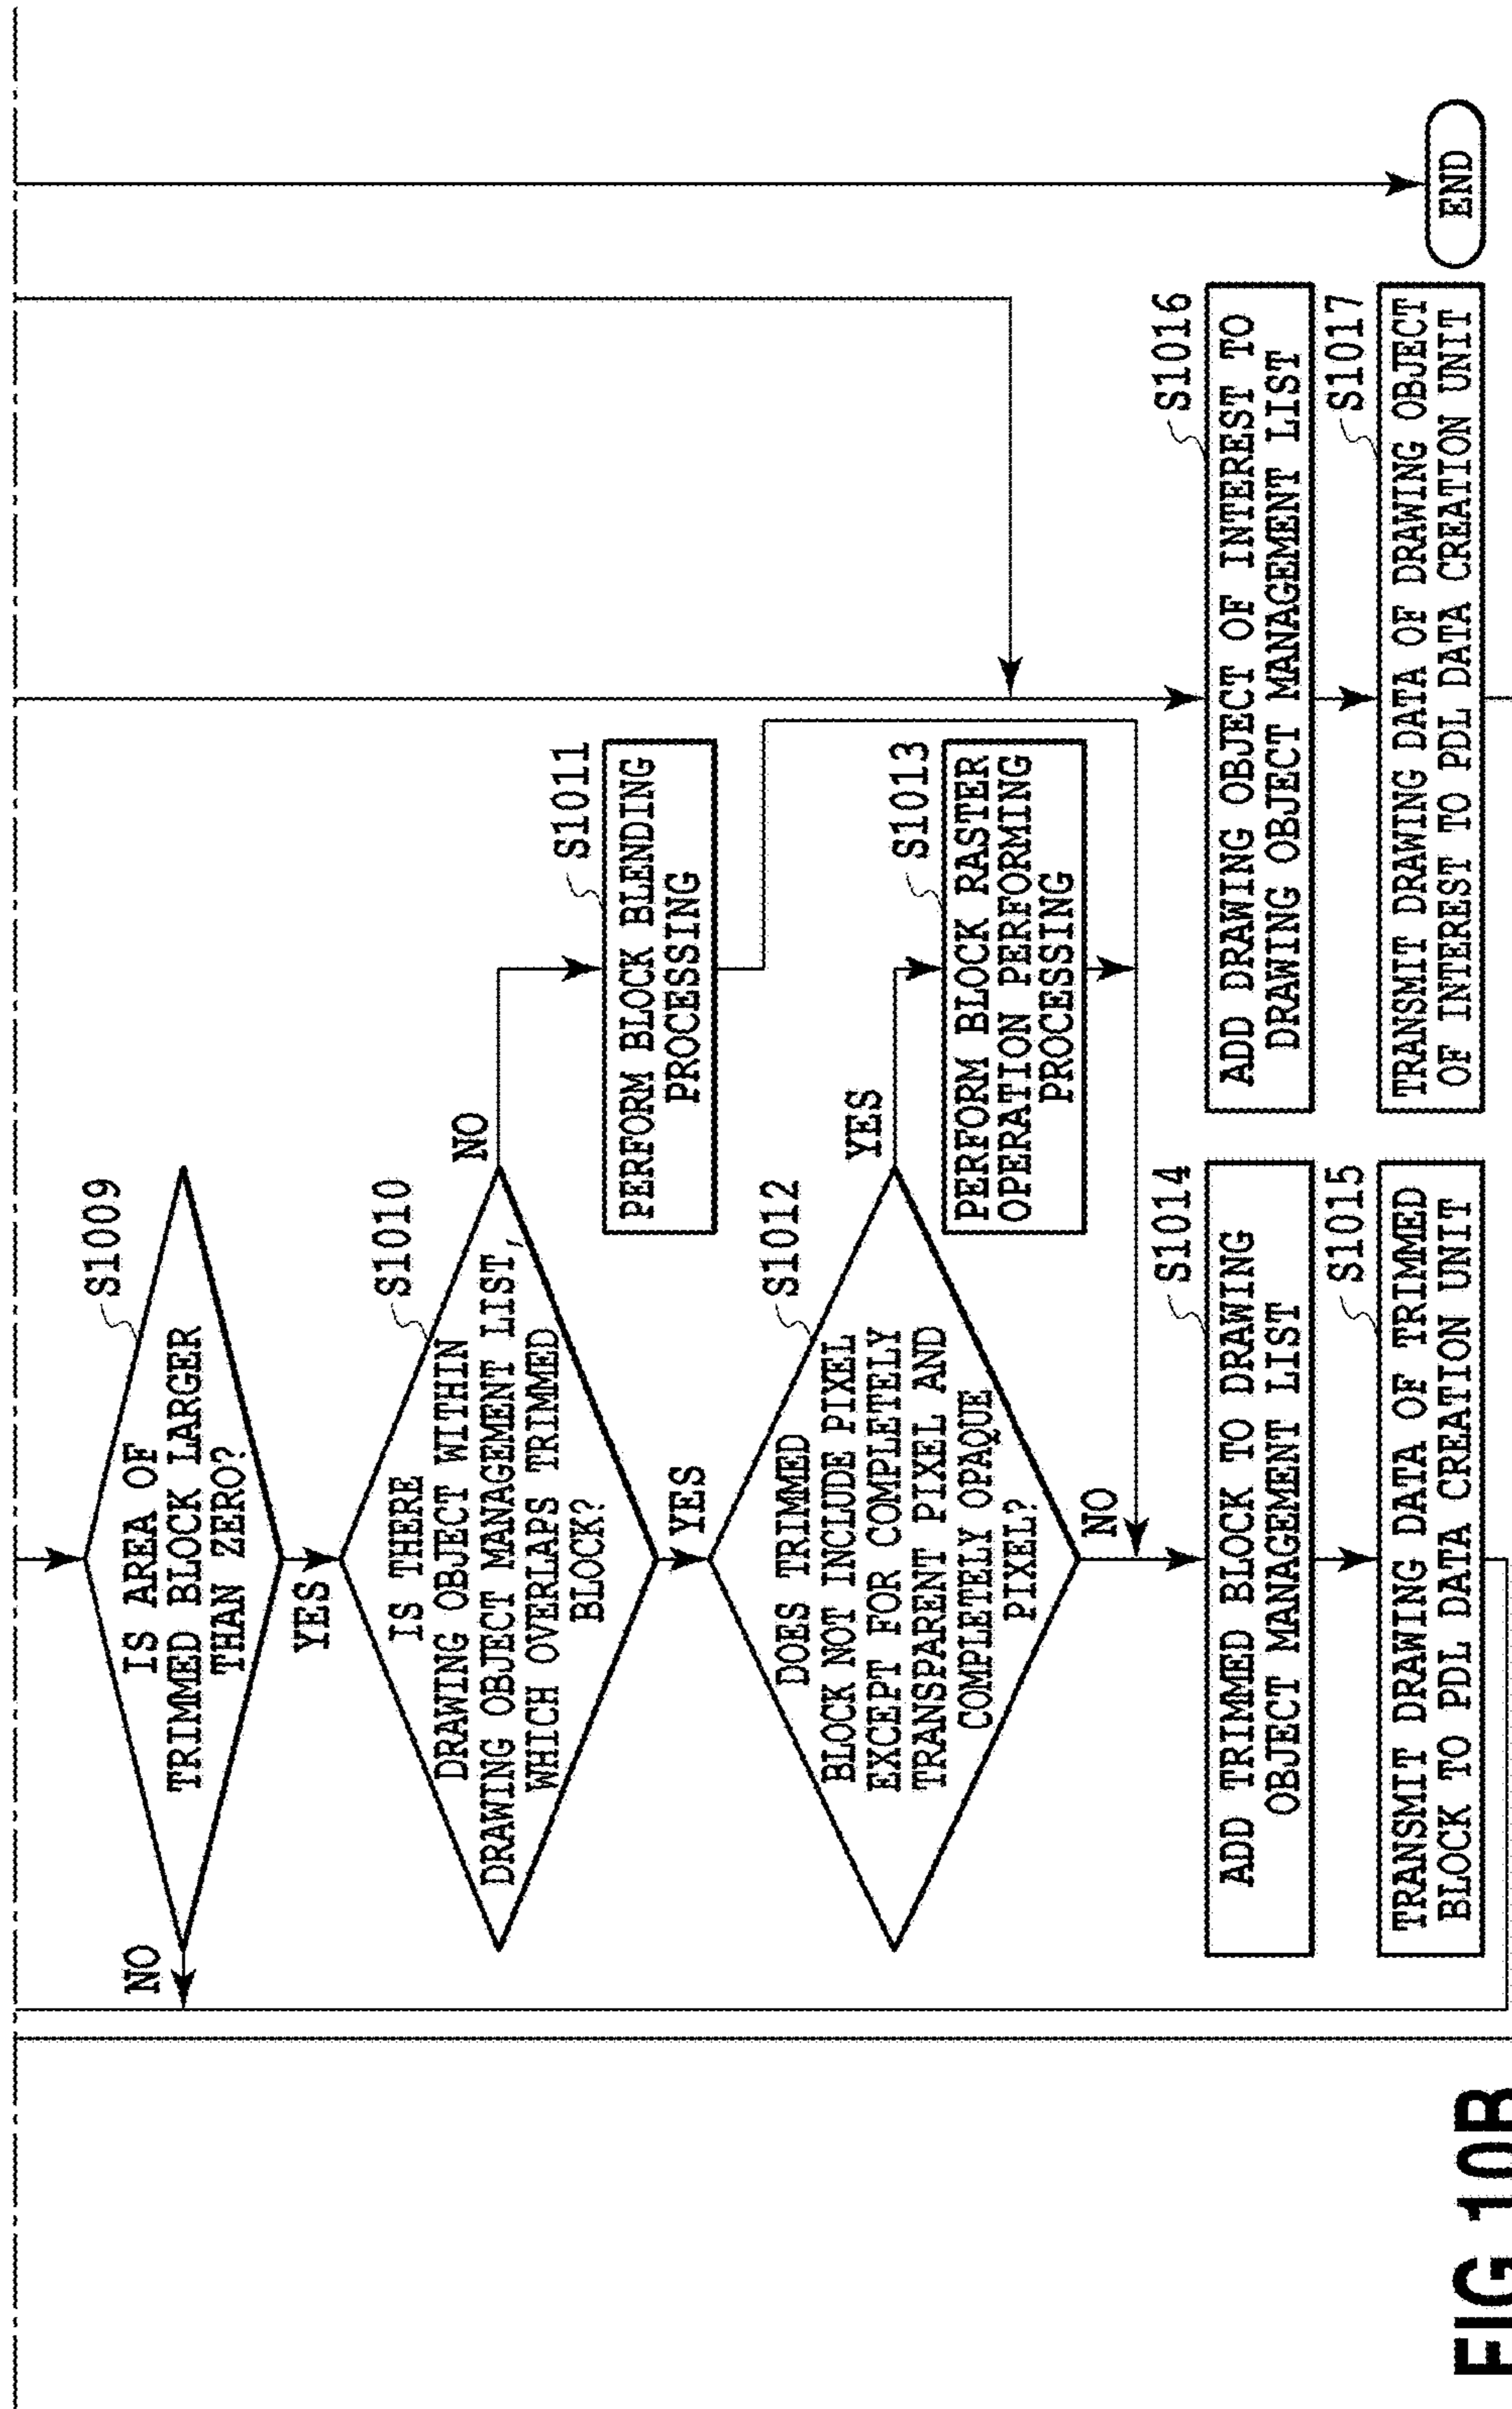 S1009
IS AREA OF
TRIMMED BLOCK LARGER
THAN ZERO?
NO
YES
S1010
IS THERE
DRAWING OBJECT WITHIN
DRAWING OBJECT MANAGEMENT LIST,
WHICH OVERLAPS TRIMMED
BLOCK?
NO
YES
S1011
PERFORM BLOCK BLENDING
PROCESSING
S1012
DOES TRIMMED
BLOCK NOT INCLUDE PIXEL
EXCEPT FOR COMPLETELY
TRANSPARENT PIXEL AND
COMPLETELY OPAQUE
PIXEL?
YES
NO
S1013
PERFORM BLOCK RASTER
OPERATION PERFORMING
PROCESSING
S1014
ADD TRIMMED BLOCK TO DRAWING
OBJECT MANAGEMENT LIST
S1015
TRANSMIT DRAWING DATA OF TRIMMED
BLOCK TO PDL DATA CREATION UNIT
S1016
ADD DRAWING OBJECT OF INTEREST TO
DRAWING OBJECT MANAGEMENT LIST
S1017
TRANSMIT DRAWING DATA OF DRAWING OBJECT
OF INTEREST TO PDL DATA CREATION UNIT
END
FIG.10B